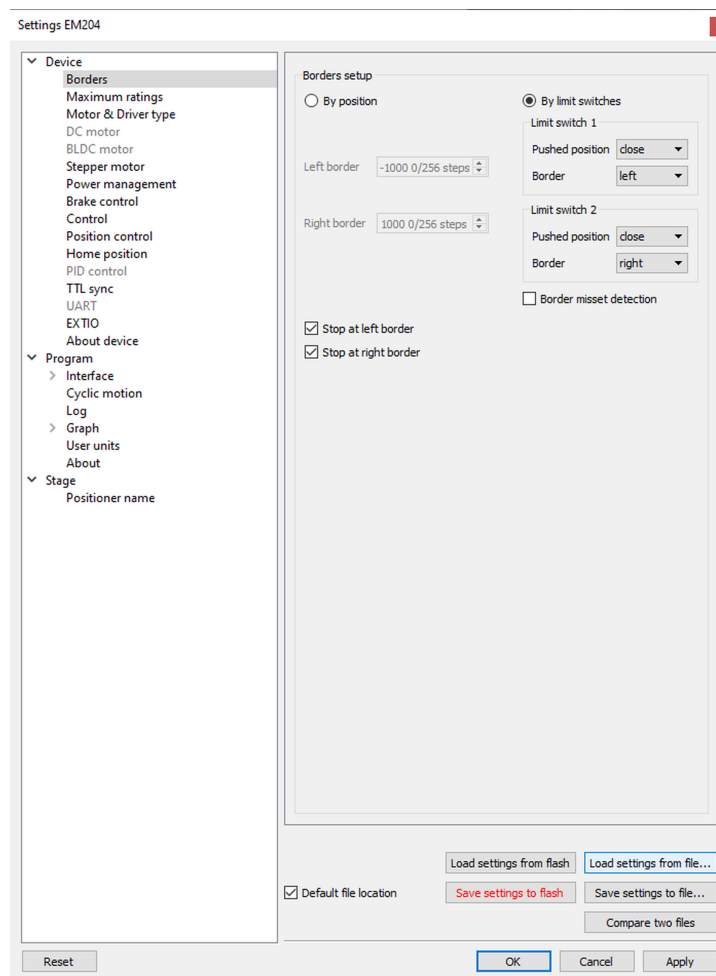 Settings EM204
Device
Borders
Maximum ratings
Motor & Driver type
DC motor
BLDC motor
Stepper motor
Power management
Brake control
Control
Position control
Home position
PID control
TTL sync
UART
EXTIO
About device
Program
Interface
Cyclic motion
Log
Graph
User units
About
Stage
Positioner name
Borders setup
By position
By limit switches
Limit switch 1
Pushed position close
Border left
Left border -1000 0/256 steps
Right border 1000 0/256 steps
Limit switch 2
Pushed position close
Border right
Border misset detection
Stop at left border
Stop at right border
Load settings from flash Load settings from file...
Default file location Save settings to flash Save settings to file...
Compare two files
Reset OK Cancel Apply